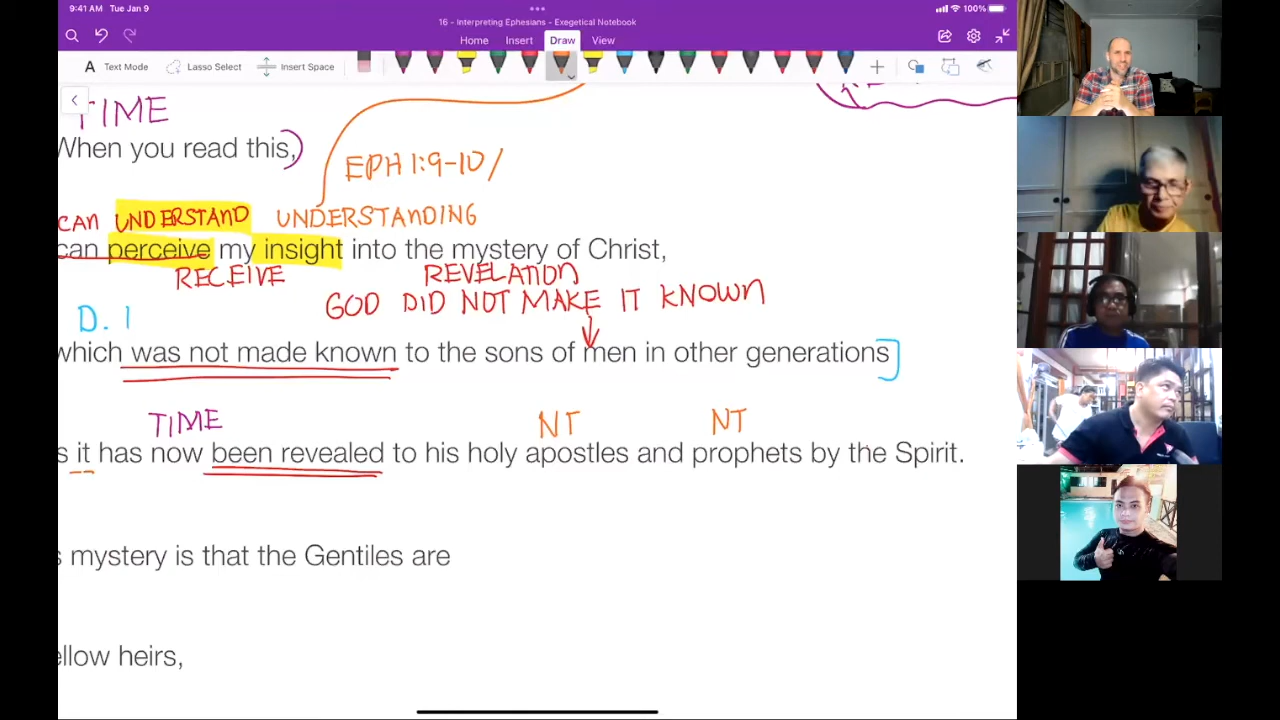 9:41 AM Tue Jan 9
100%
16 - Interpreting Ephesians - Exegetical Notebook
Home Insert Draw View
Text Mode Lasso Select Insert Space
TIME
When you read this,)
EPH 1:9-10/
CAN UNDERSTAND UNDERSTANDING
can perceive my insight into the mystery of Christ,
RECEIVE REVELATION
GOD DID NOT MAKE IT KNOWN
D. 1
which was not made known to the sons of men in other generations]
TIME NT NT
s it has now been revealed to his holy apostles and prophets by the Spirit.
s mystery is that the Gentiles are
ellow heirs,